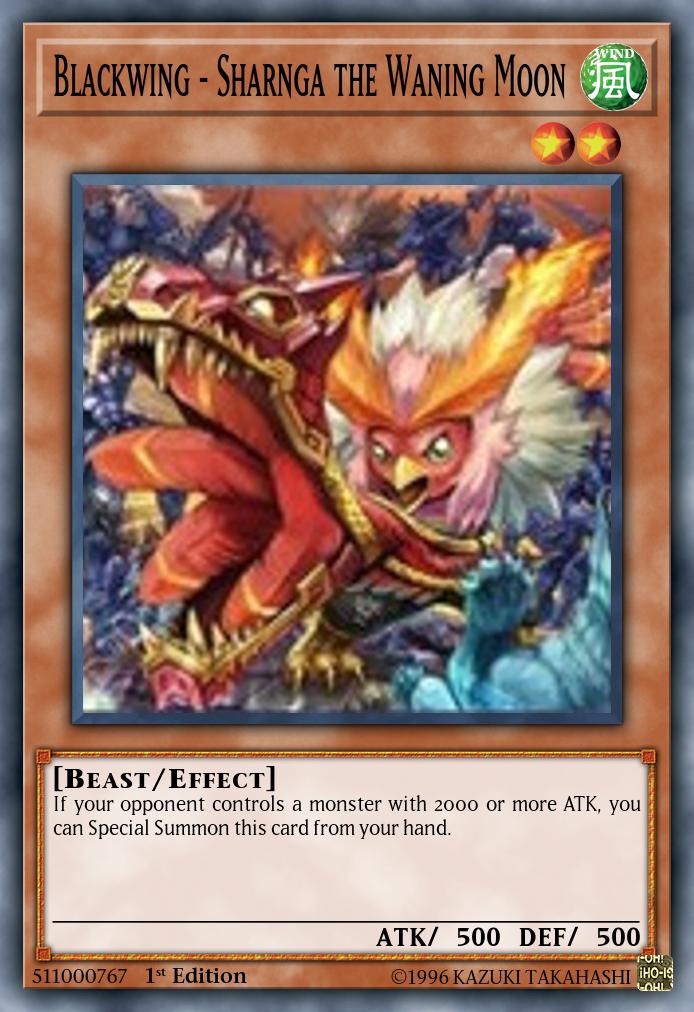 Blackwing - Sharnga the Waning Moon
WIND
風
[Beast/Effect]
If your opponent controls a monster with 2000 or more ATK, you
can Special Summon this card from your hand.
ATK/ 500 DEF/ 500
511000767 1st Edition ©1996 KAZUKI TAKAHASHI